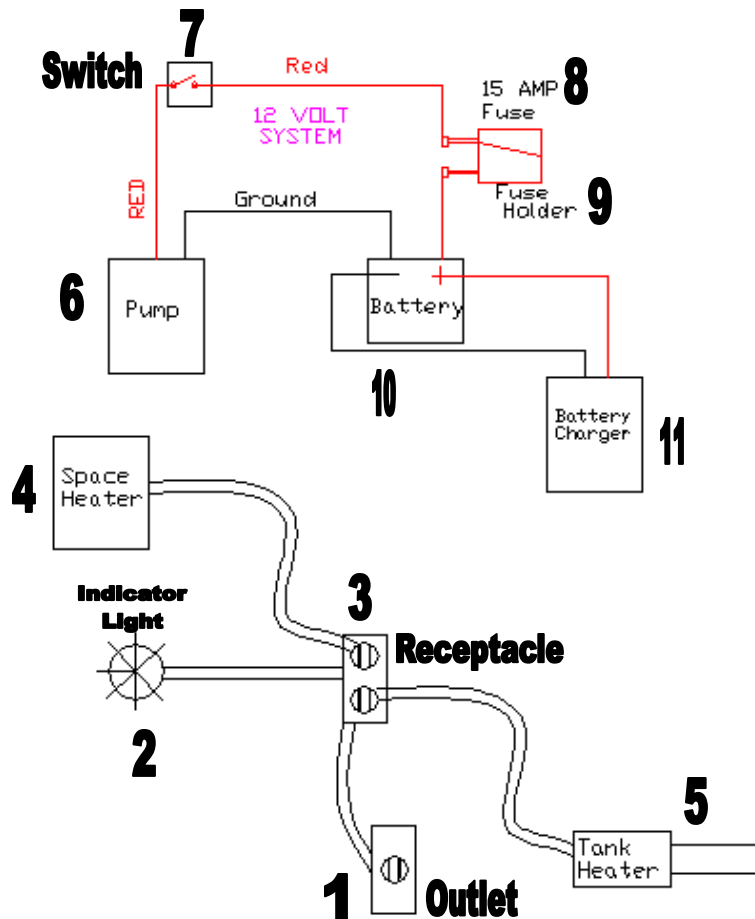 7
Switch
Red
15 AMP
Fuse
8
12 VOLT
SYSTEM
RED
Ground
Fuse
Holder
9
6
Pump
Battery
10
Battery
Charger
11
4
Space
Heater
Indicator
Light
3
Receptacle
2
5
Tank
Heater
1
Outlet